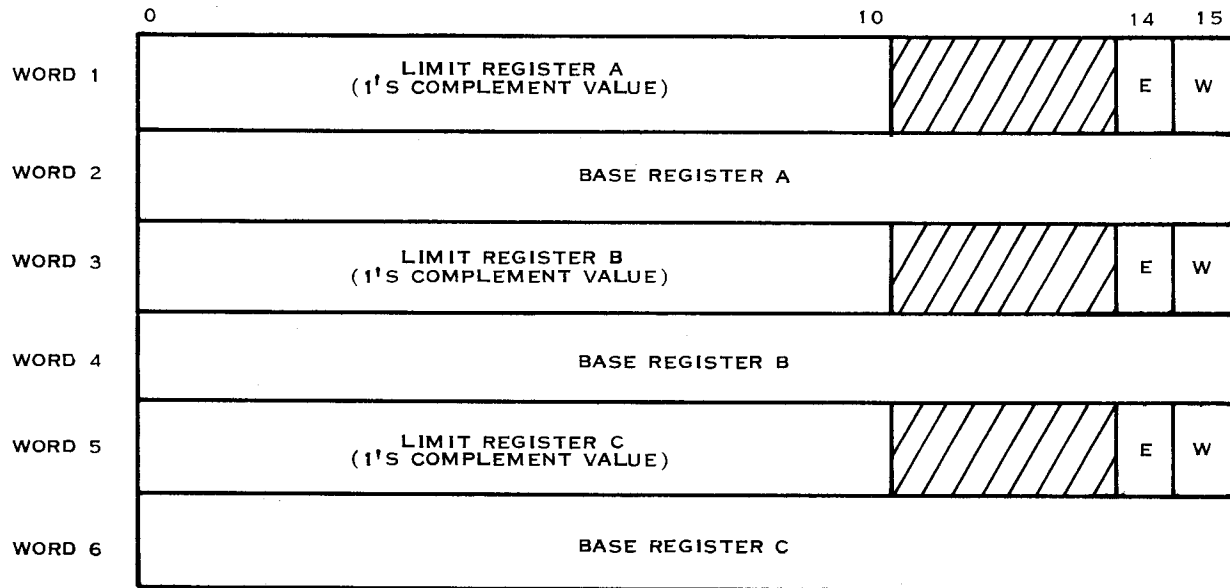 0 10 14 15
WORD 1 LIMIT REGISTER A E W
(1'S COMPLEMENT VALUE)
WORD 2 BASE REGISTER A
WORD 3 LIMIT REGISTER B E W
(1'S COMPLEMENT VALUE)
WORD 4 BASE REGISTER B
WORD 5 LIMIT REGISTER C E W
(1'S COMPLEMENT VALUE)
WORD 6 BASE REGISTER C